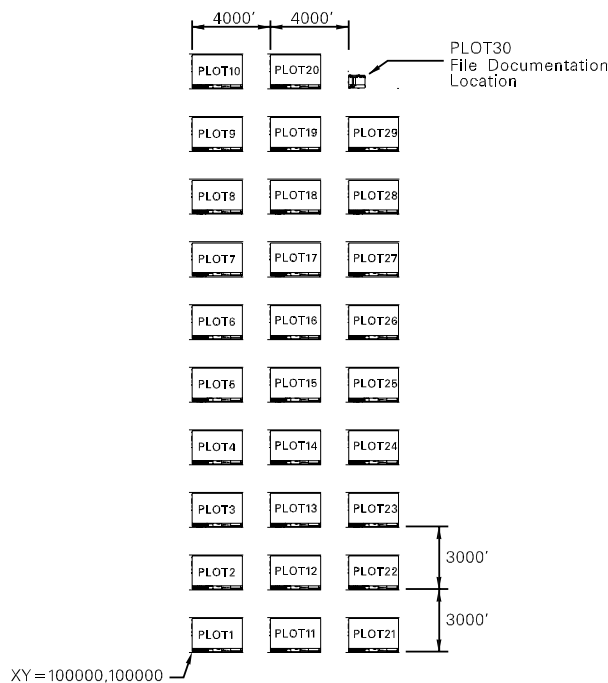 4000' 4000'
PLOT30
File Documentation
Location
PLOT10 PLOT20
PLOT9 PLOT19 PLOT29
PLOT8 PLOT18 PLOT28
PLOT7 PLOT17 PLOT27
PLOT6 PLOT16 PLOT26
PLOT5 PLOT15 PLOT25
PLOT4 PLOT14 PLOT24
PLOT3 PLOT13 PLOT23
3000'
PLOT2 PLOT12 PLOT22
3000'
PLOT1 PLOT11 PLOT21
XY=100000,100000